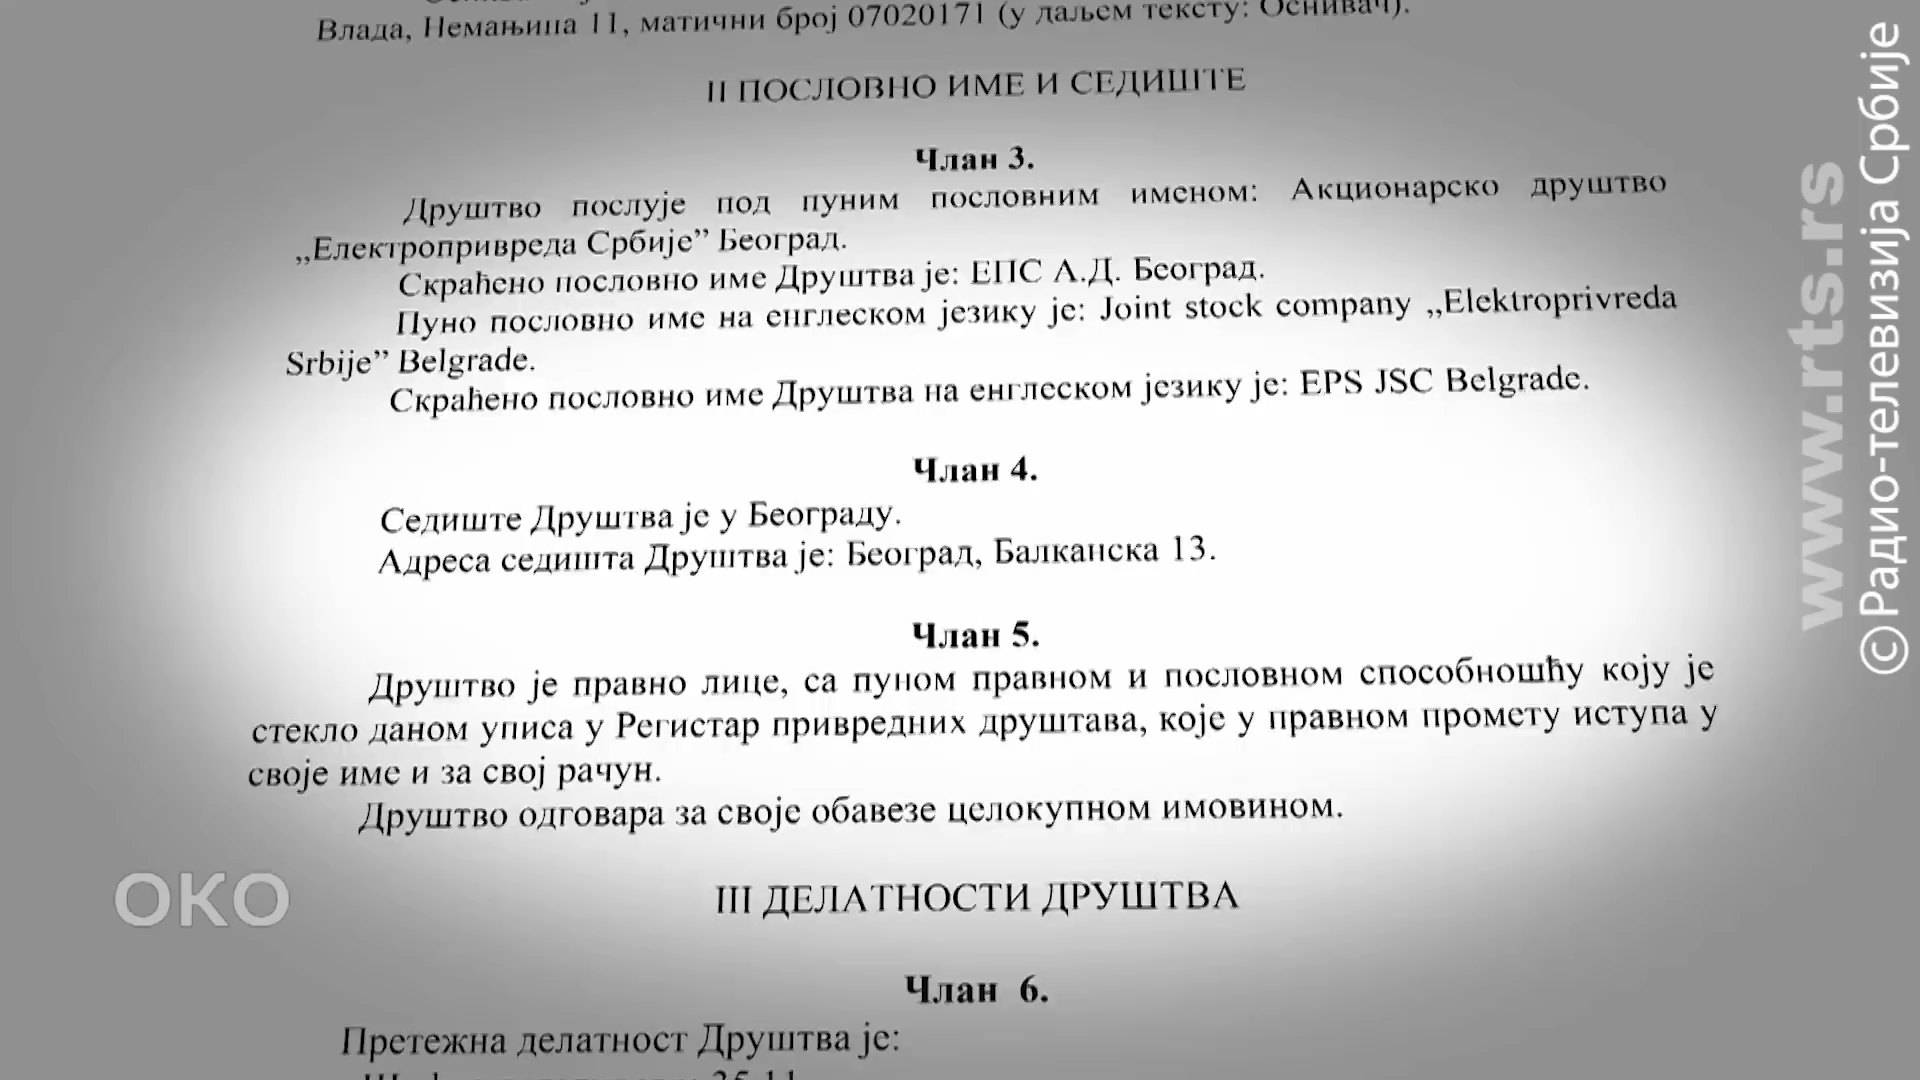 Влада, Немањина 11, матични број 07020171 (у даљем тексту: Оснивач).
II ПОСЛОВНО ИМЕ И СЕДИШТЕ
Члан 3.
Друштво послује под пуним пословним именом: Акционарско друштво
„Електропривреда Србије” Београд.
Скраћено пословно име Друштва је: ЕПС А.Д. Београд.
Пуно пословно име на енглеском језику је: Joint stock company „Elektroprivreda
Srbije” Belgrade.
Скраћено пословно име Друштва на енглеском језику је: EPS JSC Belgrade.
Члан 4.
Седиште Друштва је у Београду.
Адреса седишта Друштва је: Београд, Балканска 13.
Члан 5.
Друштво је правно лице, са пуном правном и пословном способношћу коју је
стекло даном уписа у Регистар привредних друштава, које у правном промету иступа у
своје име и за свој рачун.
Друштво одговара за своје обавезе целокупном имовином.
III ДЕЛАТНОСТИ ДРУШТВА
Члан 6.
Претежна делатност Друштва је:
ОКО
www.rts.rs
© Радио-телевизија Србије